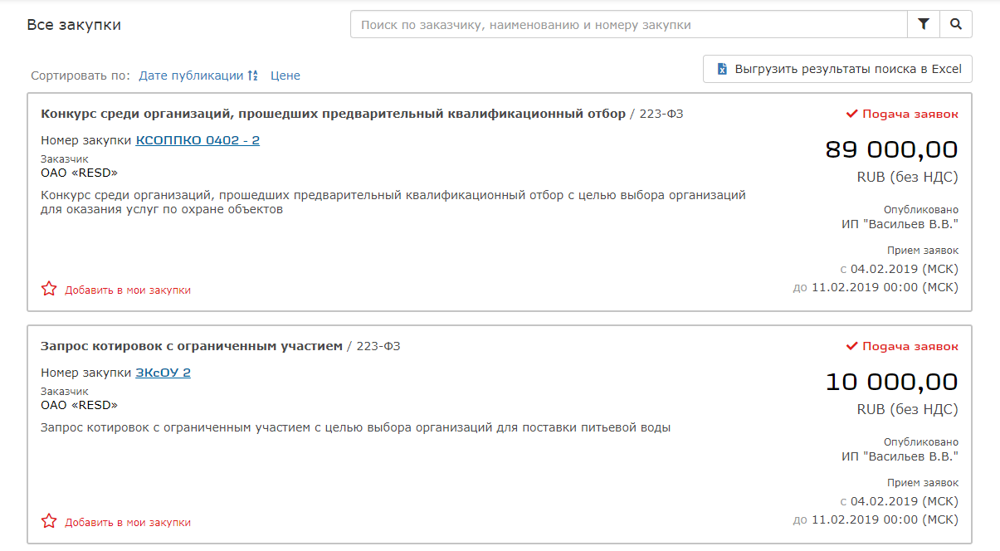 Все закупки
Поиск по заказчику, наименованию и номеру закупки
Сортировать по: Дате публикации Цене
Выгрузить результаты поиска в Excel
Конкурс среди организаций, прошедших предварительный квалификационный отбор / 223-ФЗ
Подача заявок
Номер закупки КСОППКО 0402 - 2
89 000,00
Заказчик
ОАО «RESD»
RUB (без НДС)
Конкурс среди организаций, прошедших предварительный квалификационный отбор с целью выбора организаций
для оказания услуг по охране объектов
Опубликовано
ИП "Васильев В.В."
Прием заявок
с 04.02.2019 (МСК)
до 11.02.2019 00:00 (МСК)
Добавить в мои закупки
Запрос котировок с ограниченным участием / 223-ФЗ
Подача заявок
Номер закупки ЗКсОУ 2
10 000,00
Заказчик
ОАО «RESD»
RUB (без НДС)
Запрос котировок с ограниченным участием с целью выбора организаций для поставки питьевой воды
Опубликовано
ИП "Васильев В.В."
Прием заявок
с 04.02.2019 (МСК)
до 11.02.2019 00:00 (МСК)
Добавить в мои закупки